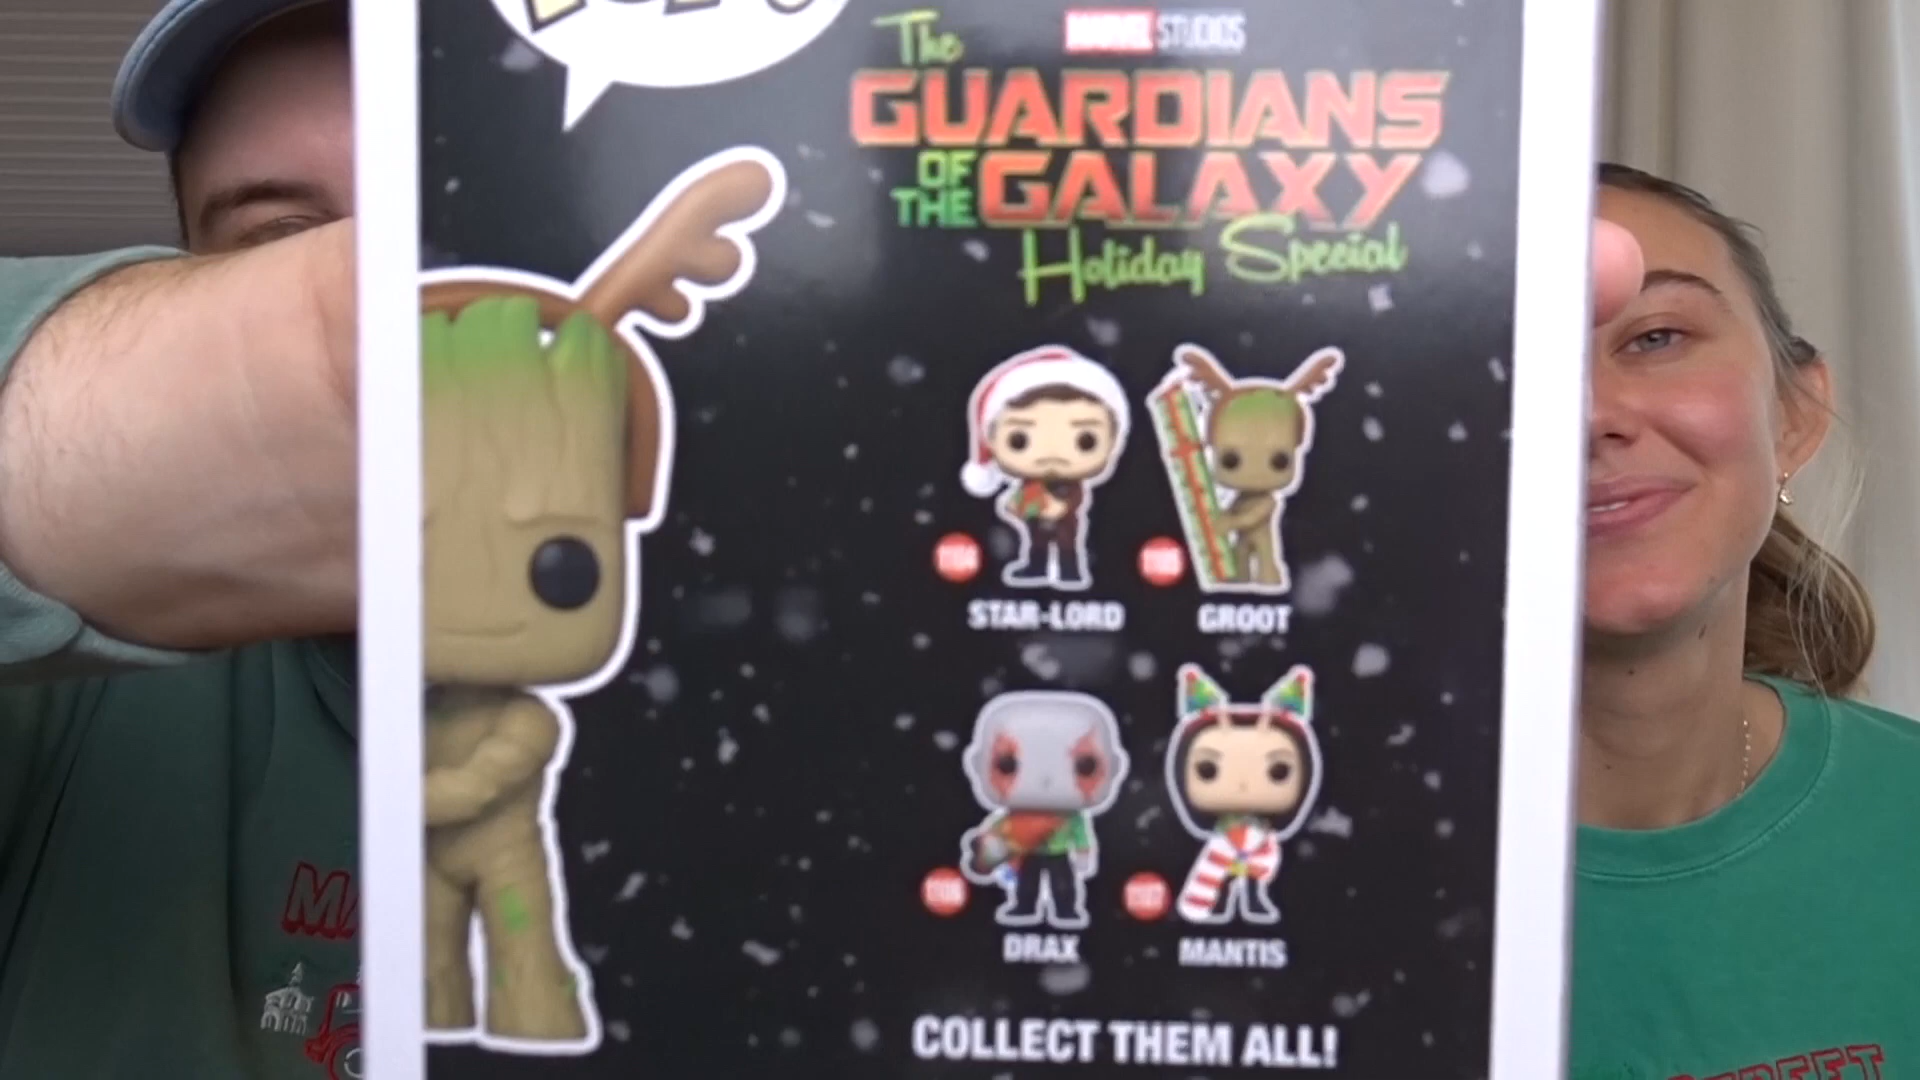 The
MARVEL STUDIOS
GUARDIANS
OF THE GALAXY
Holiday Special
STAR-LORD
GROOT
DRAX
MANTIS
COLLECT THEM ALL!